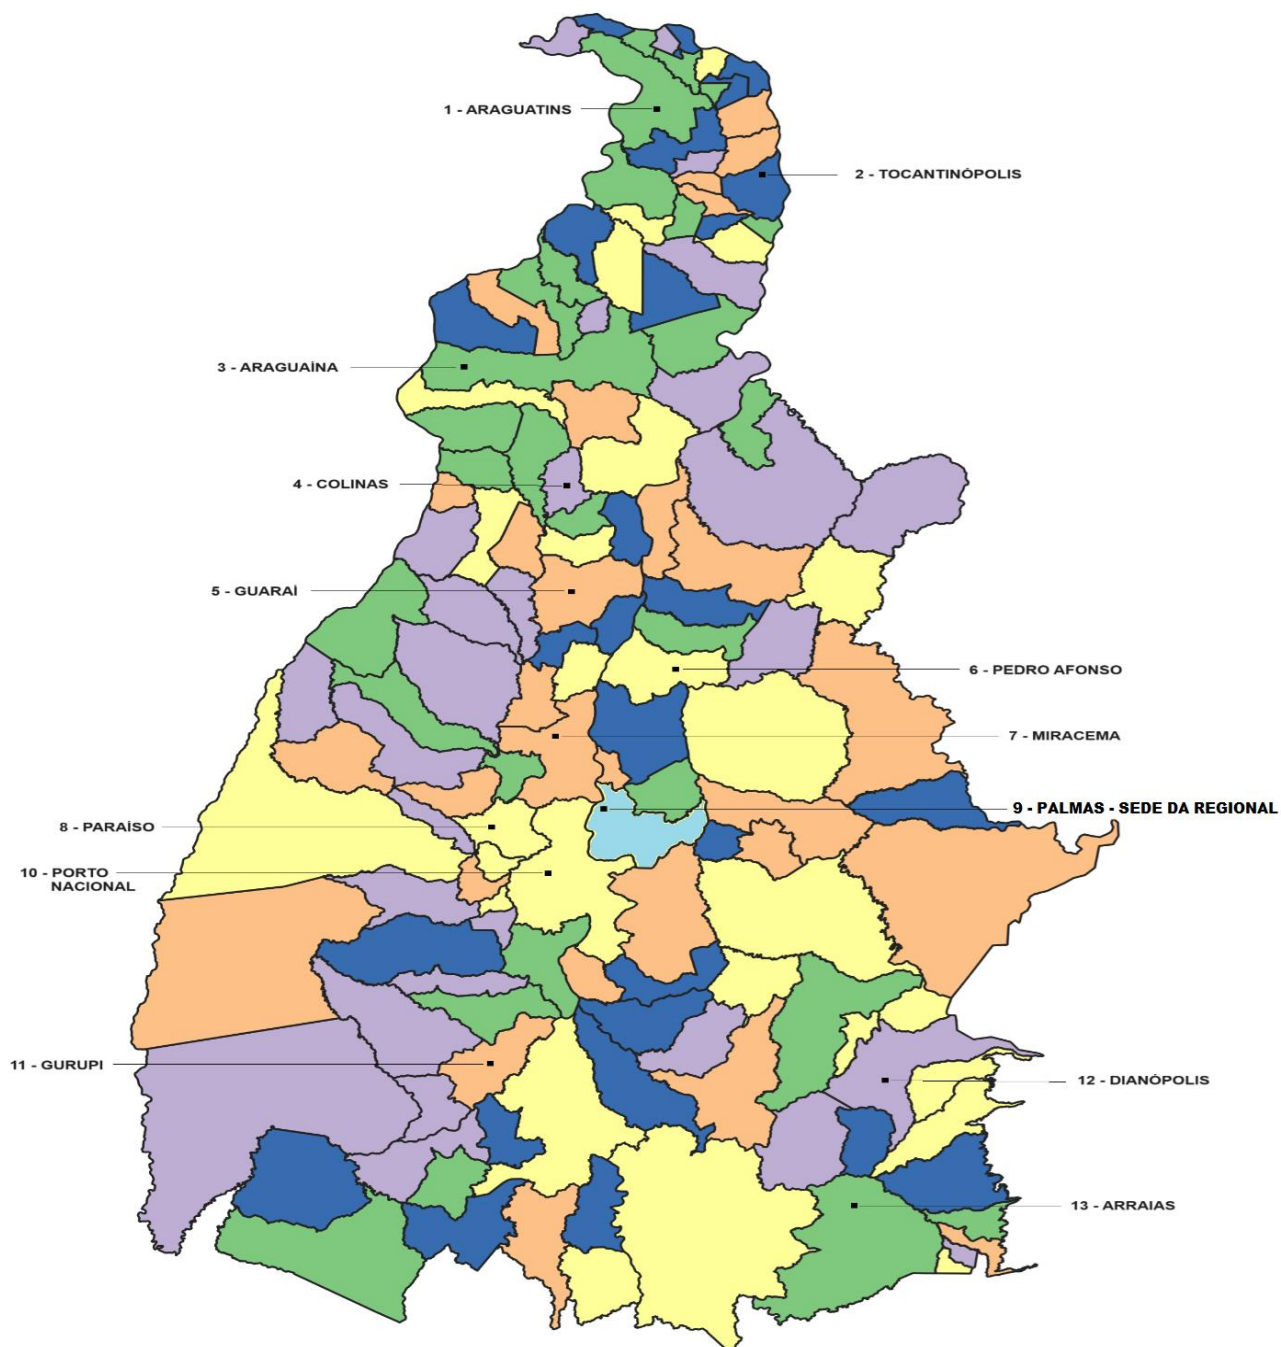 1 - ARAGUATINS
2 - TOCANTINÓPOLIS
3 - ARAGUAÍNA
4 - COLINAS
5 - GUARAÍ
6 - PEDRO AFONSO
7 - MIRACEMA
9 - PALMAS - SEDE DA REGIONAL
8 - PARAÍSO
10 - PORTO
NACIONAL
11 - GURUPI
12 - DIANÓPOLIS
13 - ARRAIAS